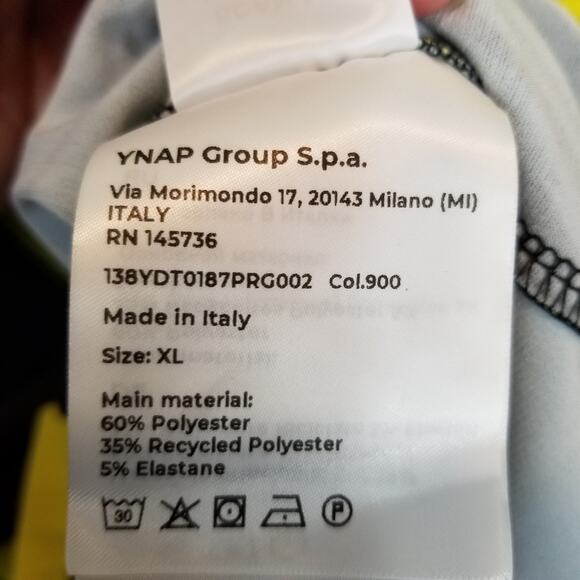 YNAP Group S.p.a.
Via Morimondo 17, 20143 Milano (MI)
ITALY
RN 145736
138YDT0187PRG002 Col.900
Made in Italy
Size: XL
Main material:
60% Polyester
35% Recycled Polyester
5% Elastane
30 P